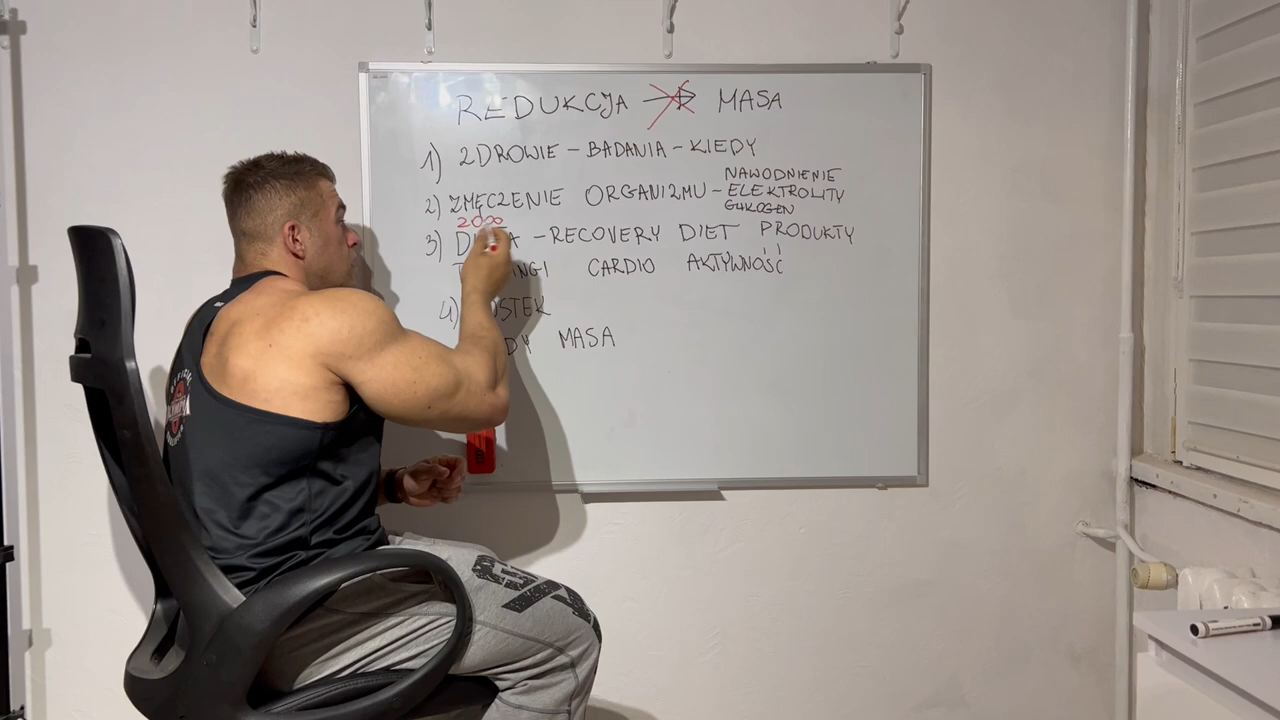 REDUKCJA → MASA
1) ZDROWIE - BADANIA - KIEDY
NAWODNIENIE
2) ZMĘCZENIE ORGANIZMU - ELEKTROLITY
GLIKOGEN
2000
3) - RECOVERY DIET PRODUKTY
CARDIO AKTYWNOŚĆ
4)
MASA